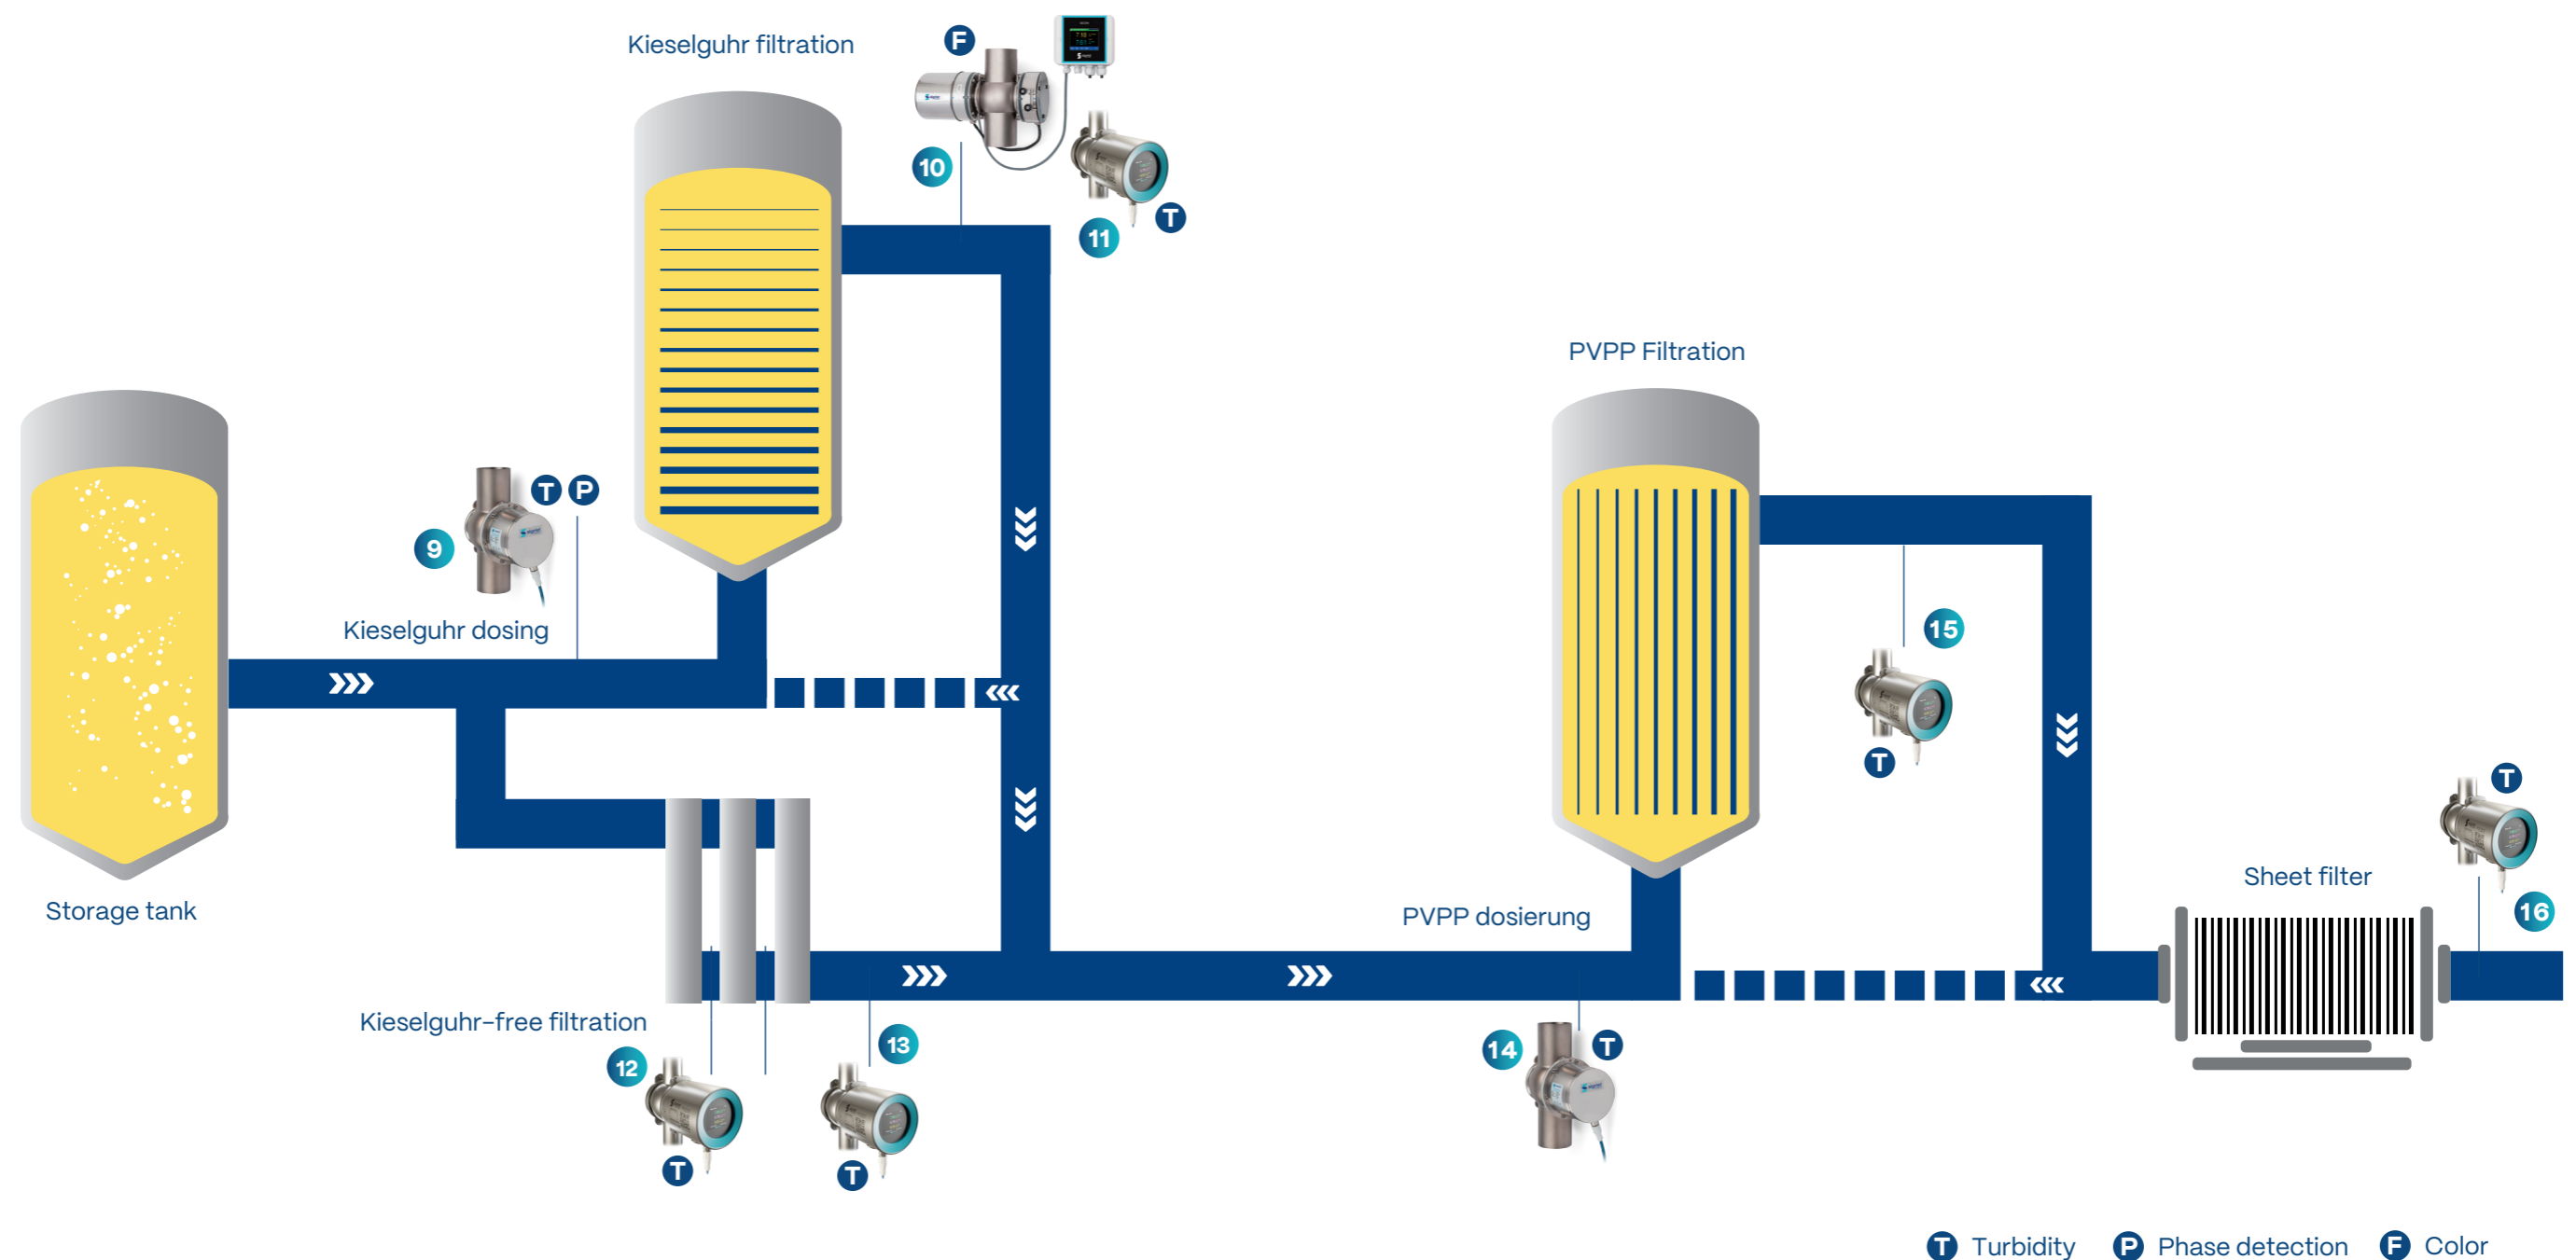 Kieselguhr filtration
F
10
11
T
PVPP Filtration
T P
9
Kieselguhr dosing
15
T
T
Sheet filter
16
Storage tank
PVPP dosierung
Kieselguhr-free filtration
12
13
14
T
T
T
T Turbidity P Phase detection F Color